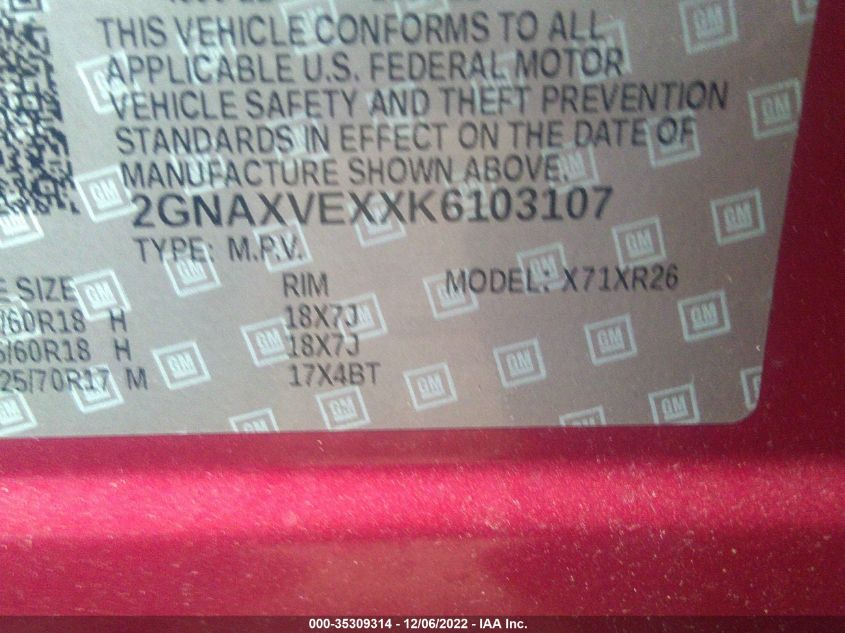 THIS VEHICLE CONFORMS TO ALL
APPLICABLE U.S. FEDERAL MOTOR
VEHICLE SAFETY AND THEFT PREVENTION
STANDARDS IN EFFECT ON THE DATE OF
MANUFACTURE SHOWN ABOVE.
2GNAXVEXXK6103107
TYPE: M.P.V.
E SIZE RIM MODEL: X71XR26
/60R18 H 18X7J
5/60R18 H 18X7J
25/70R17 M 17X4BT
GM
000-35309314 - 12/06/2022 - IAA Inc.